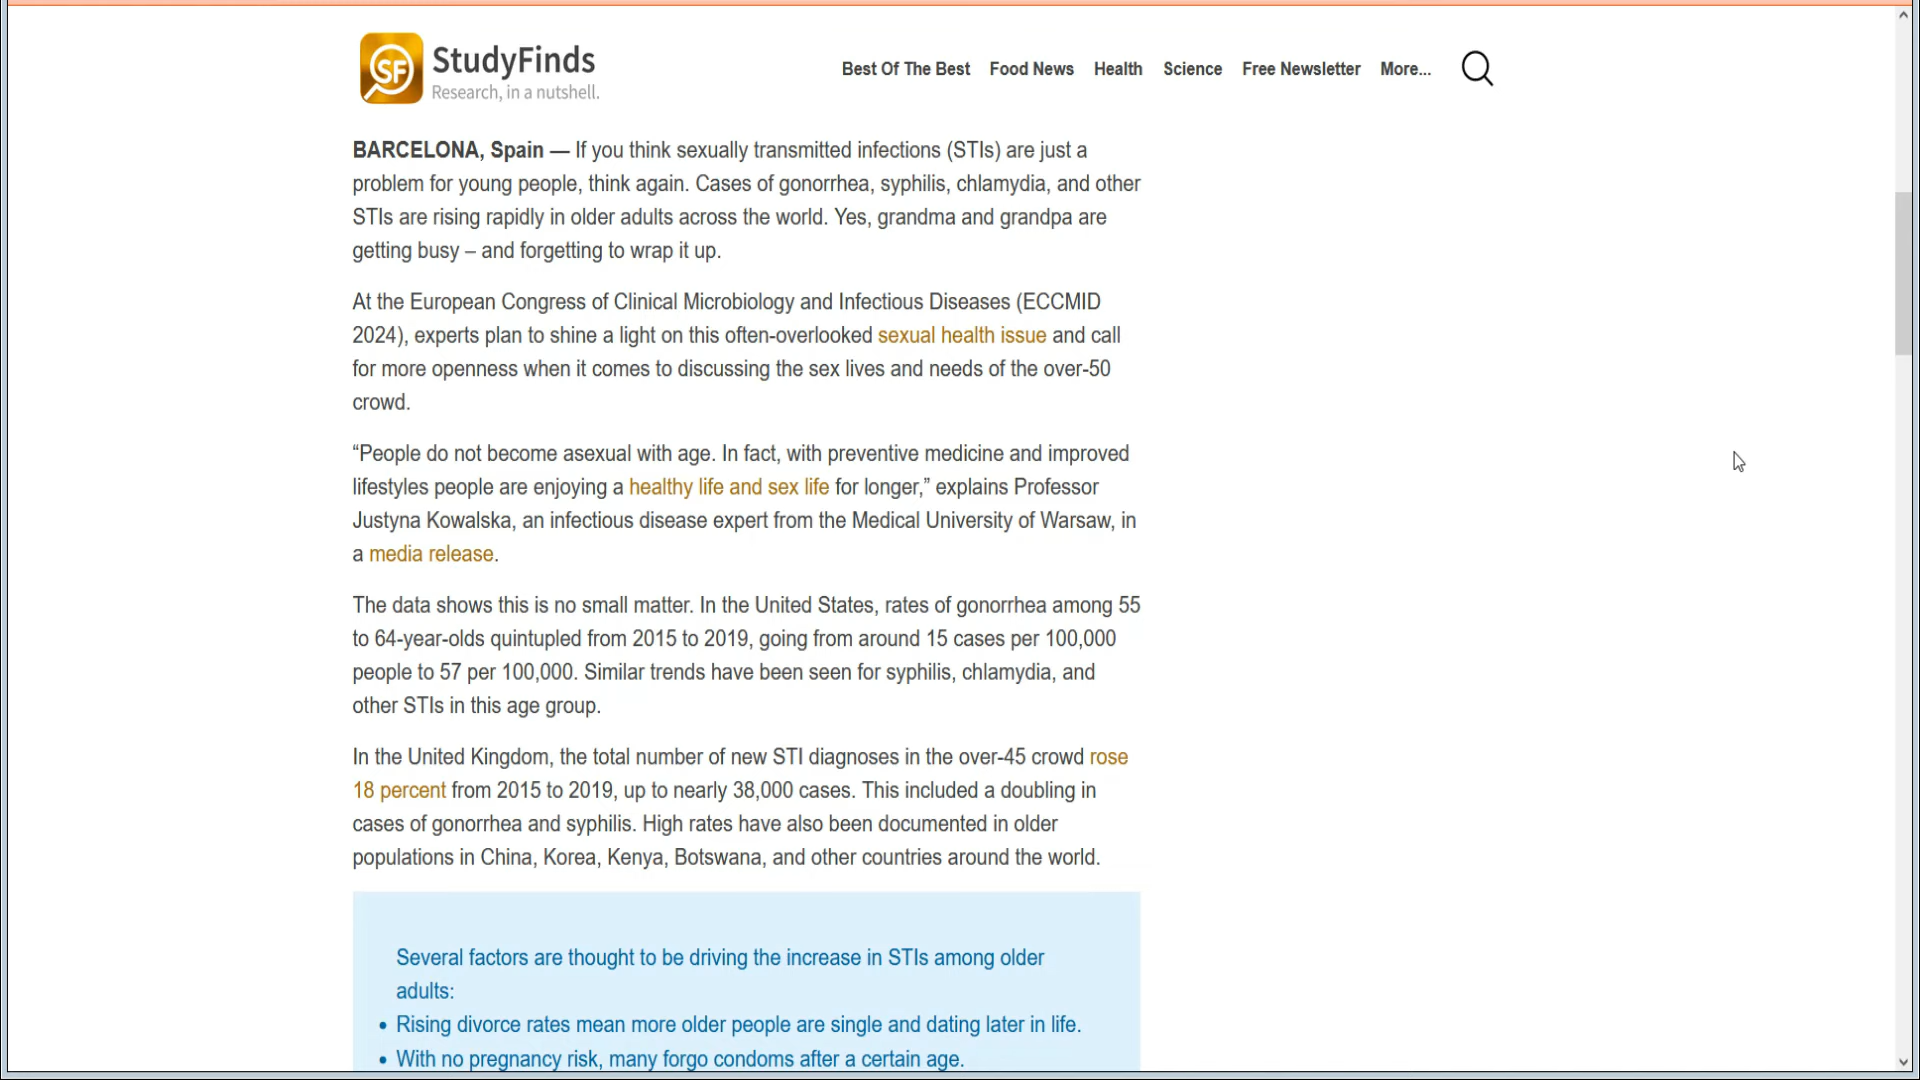 SF
StudyFinds
Research, in a nutshell.
Best Of The Best Food News Health Science Free Newsletter More...
BARCELONA, Spain — If you think sexually transmitted infections (STIs) are just a
problem for young people, think again. Cases of gonorrhea, syphilis, chlamydia, and other
STIs are rising rapidly in older adults across the world. Yes, grandma and grandpa are
getting busy – and forgetting to wrap it up.
At the European Congress of Clinical Microbiology and Infectious Diseases (ECCMID
2024), experts plan to shine a light on this often-overlooked sexual health issue and call
for more openness when it comes to discussing the sex lives and needs of the over-50
crowd.
“People do not become asexual with age. In fact, with preventive medicine and improved
lifestyles people are enjoying a healthy life and sex life for longer,” explains Professor
Justyna Kowalska, an infectious disease expert from the Medical University of Warsaw, in
a media release.
The data shows this is no small matter. In the United States, rates of gonorrhea among 55
to 64-year-olds quintupled from 2015 to 2019, going from around 15 cases per 100,000
people to 57 per 100,000. Similar trends have been seen for syphilis, chlamydia, and
other STIs in this age group.
In the United Kingdom, the total number of new STI diagnoses in the over-45 crowd rose
18 percent from 2015 to 2019, up to nearly 38,000 cases. This included a doubling in
cases of gonorrhea and syphilis. High rates have also been documented in older
populations in China, Korea, Kenya, Botswana, and other countries around the world.
Several factors are thought to be driving the increase in STIs among older
adults:
• Rising divorce rates mean more older people are single and dating later in life.
• With no pregnancy risk, many forgo condoms after a certain age.